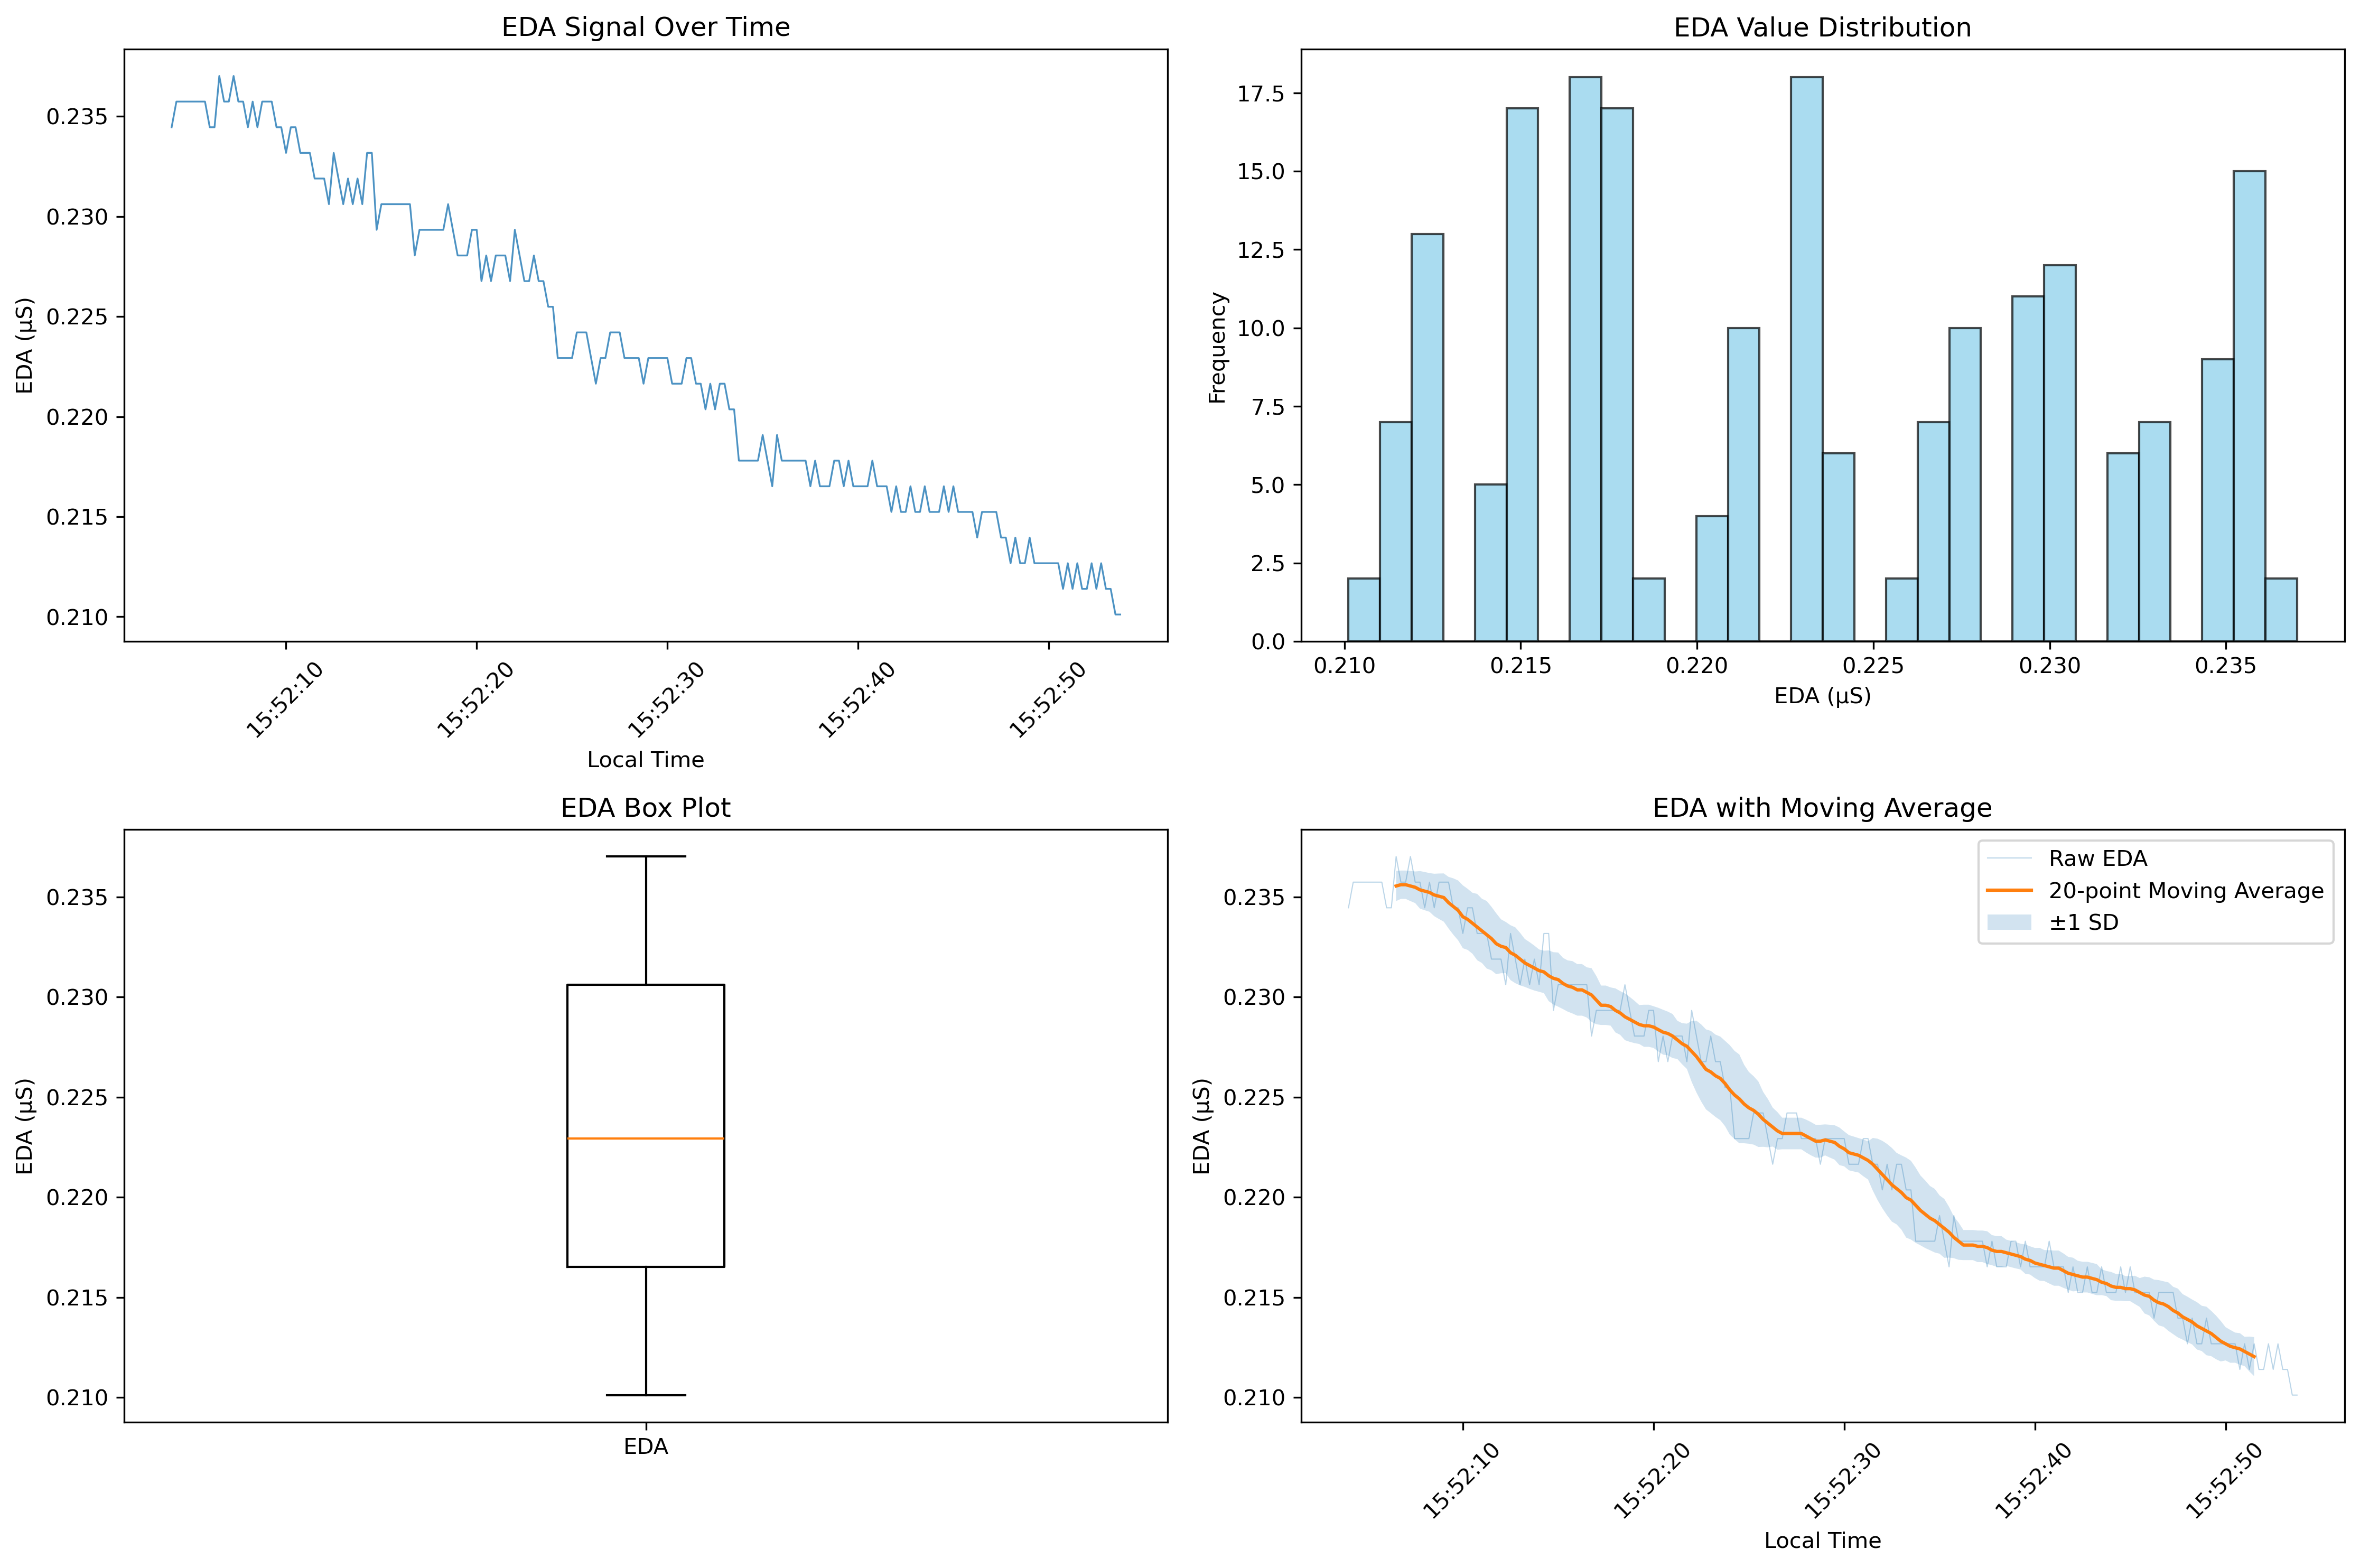 EDA Signal Over Time
EDA (µS)
0.235
0.230
0.225
0.220
0.215
0.210
15:52:10
15:52:20
15:52:30
15:52:40
15:52:50
Local Time
EDA Value Distribution
Frequency
17.5
15.0
12.5
10.0
7.5
5.0
2.5
0.0
0.210
0.215
0.220
0.225
0.230
0.235
EDA (µS)
EDA Box Plot
EDA (µS)
0.235
0.230
0.225
0.220
0.215
0.210
EDA
EDA with Moving Average
Raw EDA
20-point Moving Average
±1 SD
EDA (µS)
0.235
0.230
0.225
0.220
0.215
0.210
15:52:10
15:52:20
15:52:30
15:52:40
15:52:50
Local Time